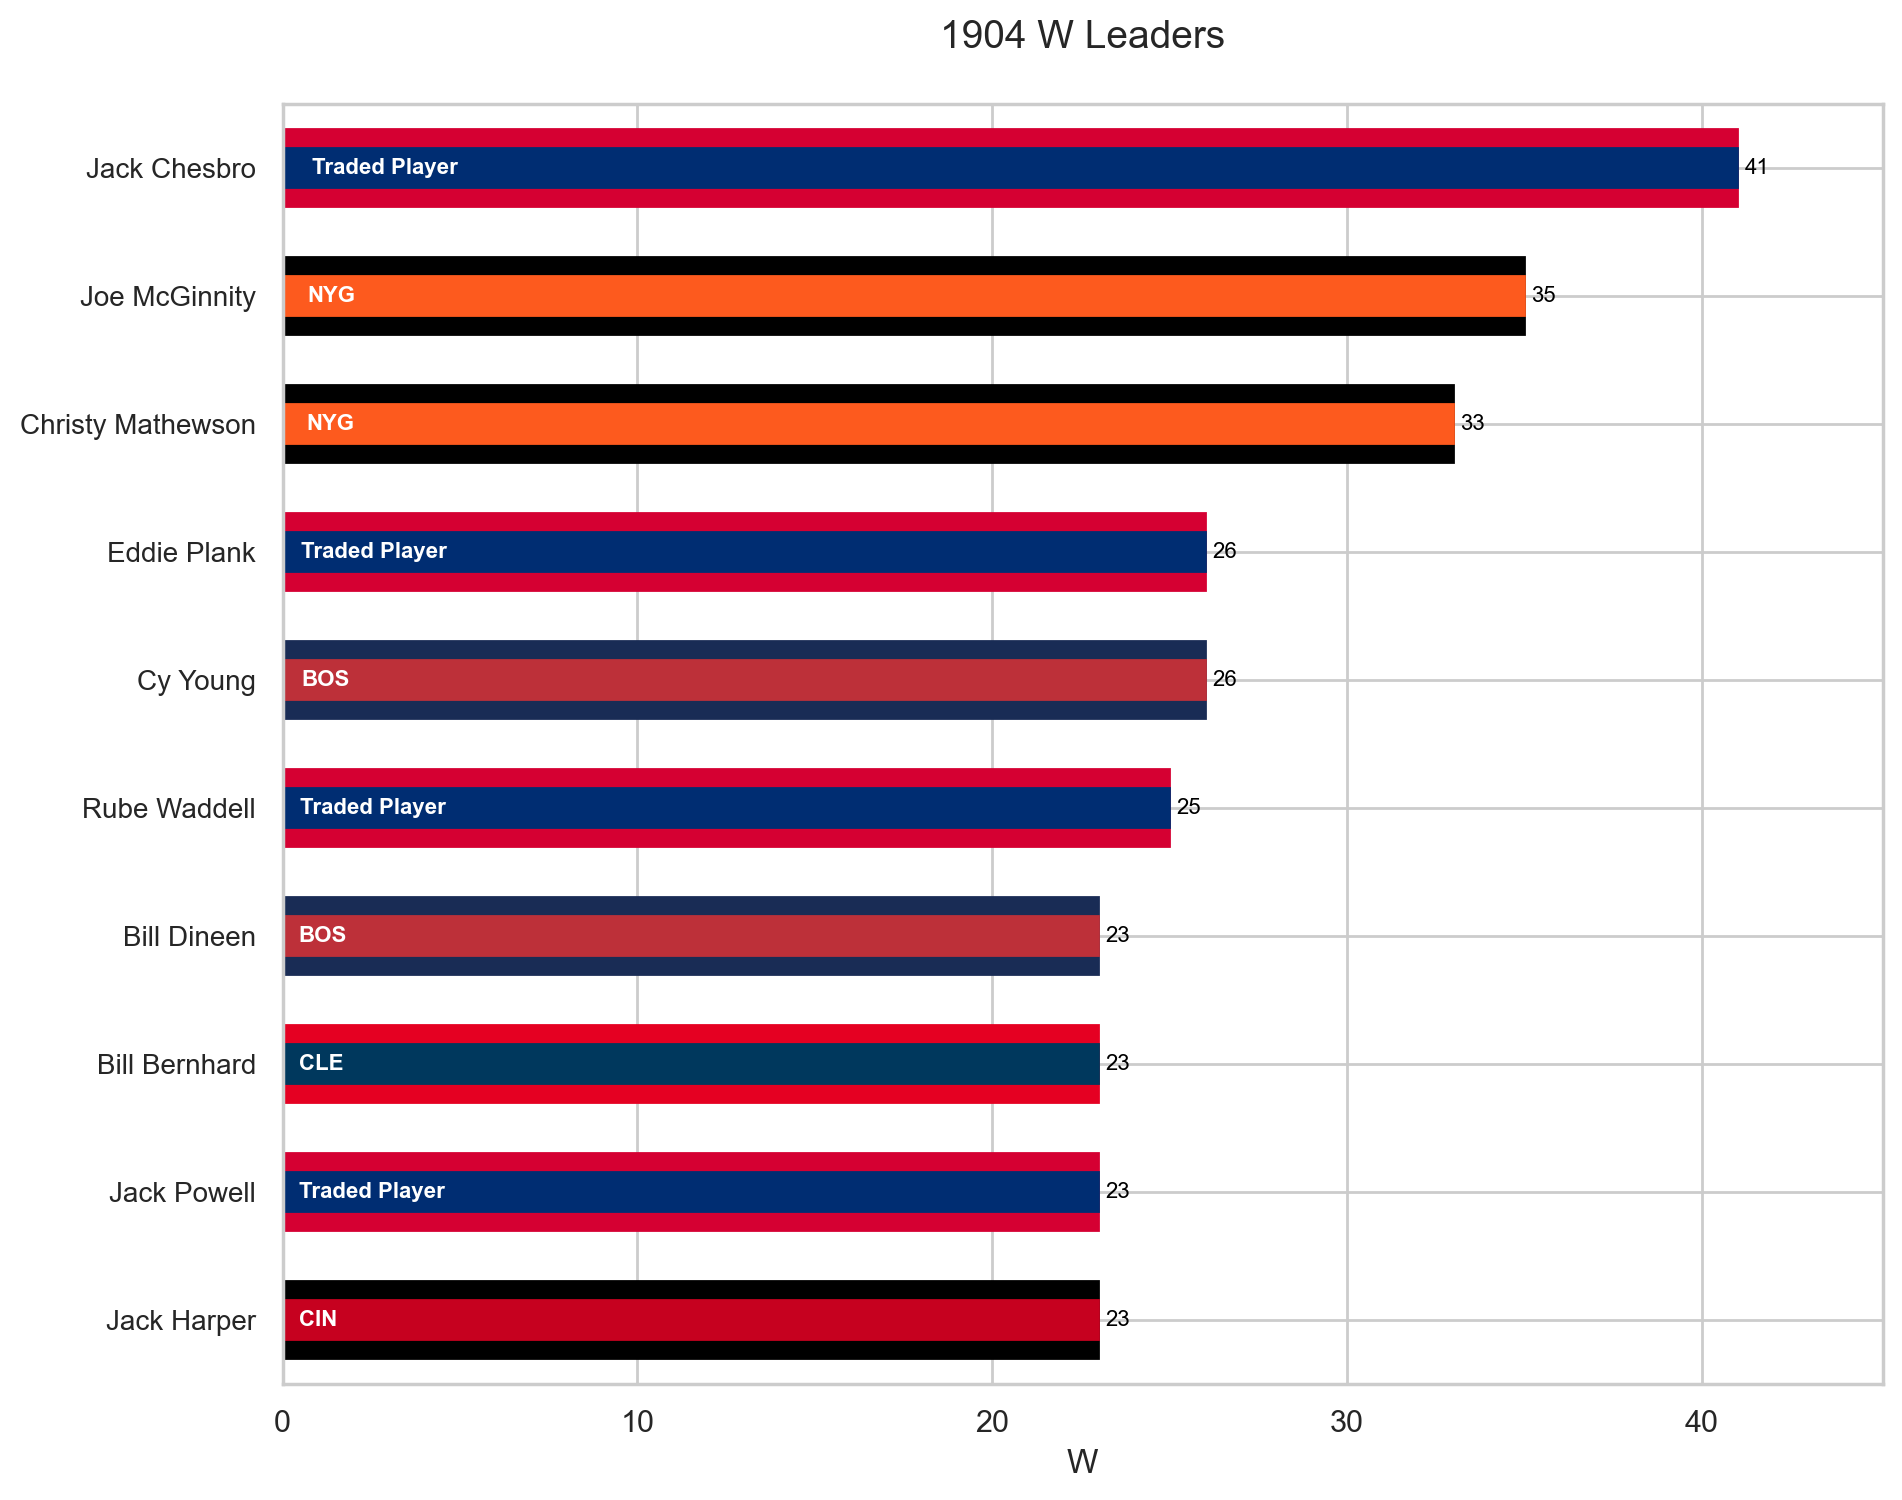 1904 W Leaders
Jack Chesbro
Traded Player
41
Joe McGinnity
NYG
35
Christy Mathewson
NYG
33
Eddie Plank
Traded Player
26
Cy Young
BOS
26
Rube Waddell
Traded Player
25
Bill Dineen
BOS
23
Bill Bernhard
CLE
23
Jack Powell
Traded Player
23
Jack Harper
CIN
23
0 10 20 30 40
W